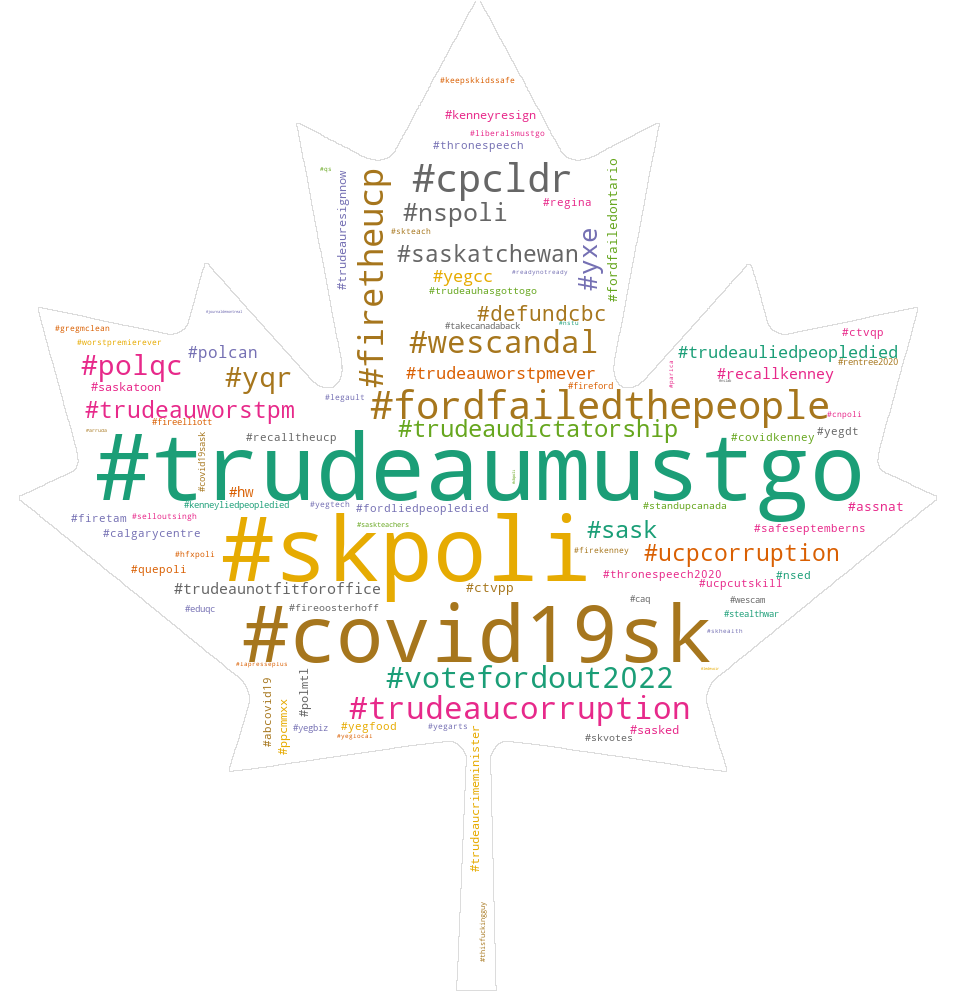 #keepskkidssafe
#kenneyresign
#liberalsmustgo
#thronespeech
#qs
#trudeauresignnow
#firetheucp
#cpcldr
#fordfailedontario
#regina
#nspoli
#skteach
#yxe
#saskatchewan
#yegcc
#readynotready
#trudeauhasgottogo
#defundcbc
#nstu
#takecanadaback
#gregmclean
#worstpremierever
#polcan
#wescandal
#ctvqp
#trudeauliedpeopledied
#rentree2020
#polqc
#saskatoon
#yqr
#trudeauworstpmever
#fireford
#recallkenney
#legault
#trudeauworstpm
#fordfailedthepeople
#cnpoli
#fireelliott
#trudeaudictatorship
#yegdt
#recalltheucp
#covidkenney
#covid19sask
#trudeaumustgo
#hw
#kenneyliedpeopledied
#yegtech
#fordliedpeopledied
#standupcanada
#assnat
#firetam
#selloutsingh
#saskteachers
#skpoli
#sask
#safeseptemberns
#calgarycentre
#hfxpoli
#firekenney
#ucpcorruption
#quepoli
#thronespeech2020
#nsed
#trudeaunotfitforoffice
#ctvpp
#ucpcutskill
#caq
#wescam
#eduqc
#fireoosterhoff
#stealthwar
#covid19sk
#votefordout2022
#polmtl
#abcovid19
#ppcmmxx
#trudeaucorruption
#yegbiz
#yegfood
#yegarts
#sasked
#skvotes
#trudeaucrimeminister
#thisfuckingguy